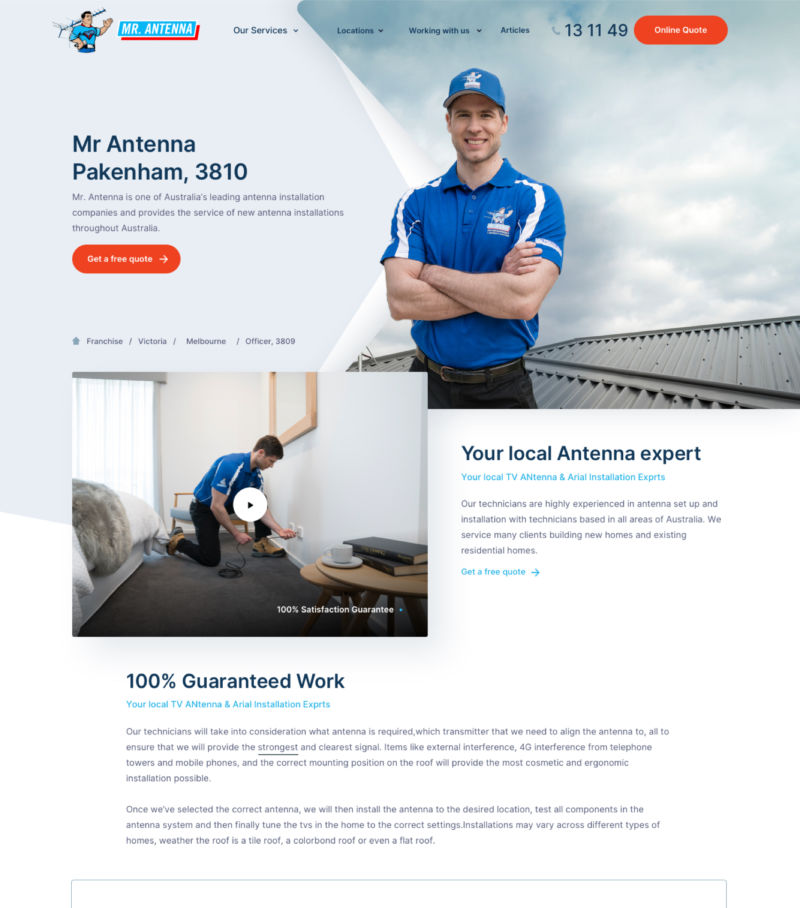 MR. ANTENNA
Our Services
Locations
Working with us
Articles
13 11 49
Online Quote
Mr Antenna
Pakenham, 3810
Mr. Antenna is one of Australia's leading antenna installation
companies and provides the service of new antenna installations
throughout Australia.
Get a free quote
Franchise / Victoria / Melbourne / Officer, 3809
100% Satisfaction Guarantee
Your local Antenna expert
Your local TV ANtenna & Arial Installation Exprts
Our technicians are highly experienced in antenna set up and
installation with technicians based in all areas of Australia. We
service many clients building new homes and existing
residential homes.
Get a free quote
100% Guaranteed Work
Your local TV ANtenna & Arial Installation Exprts
Our technicians will take into consideration what antenna is required,which transmitter that we need to align the antenna to, all to
ensure that we will provide the strongest and clearest signal. Items like external interference, 4G interference from telephone
towers and mobile phones, and the correct mounting position on the roof will provide the most cosmetic and ergonomic
installation possible.
Once we've selected the correct antenna, we will then install the antenna to the desired location, test all components in the
antenna system and then finally tune the tvs in the home to the correct settings.Installations may vary across different types of
homes, weather the roof is a tile roof, a colorbond roof or even a flat roof.